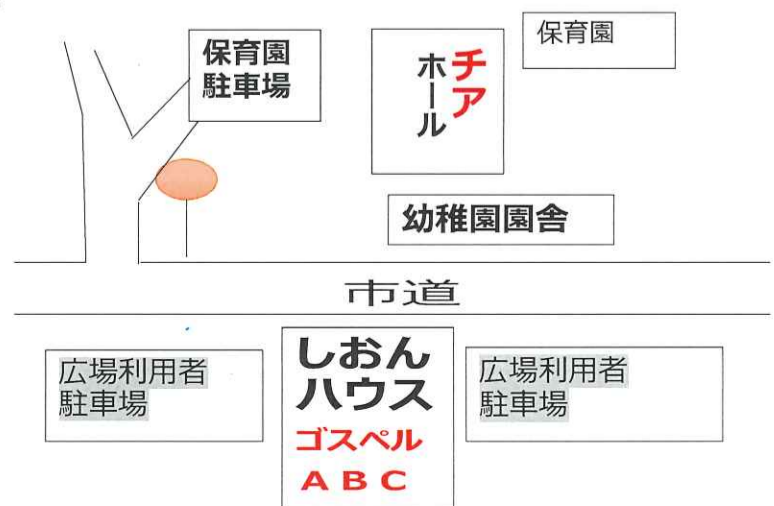 保育園
駐車場
チア
ホール
保育園
幼稚園園舎
市道
広場利用者
駐車場
しおん
ハウス
ゴスペル
ABC
広場利用者
駐車場